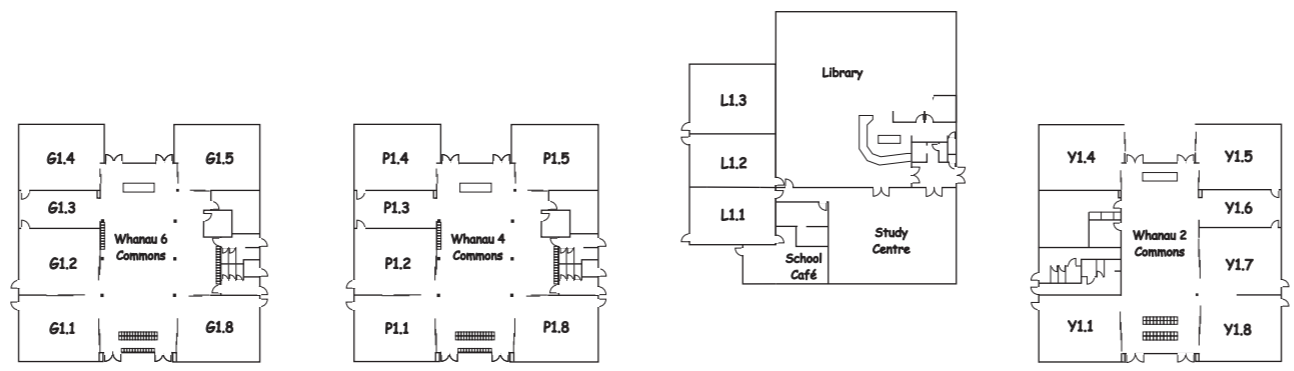 G1.4
G1.5
G1.3
Whanau 6
Commons
G1.2
G1.1
G1.8
P1.4
P1.5
P1.3
Whanau 4
Commons
P1.2
P1.1
P1.8
Library
L1.3
L1.2
L1.1
Study
Centre
School
Café
Y1.4
Y1.5
Y1.6
Whanau 2
Commons
Y1.7
Y1.1
Y1.8